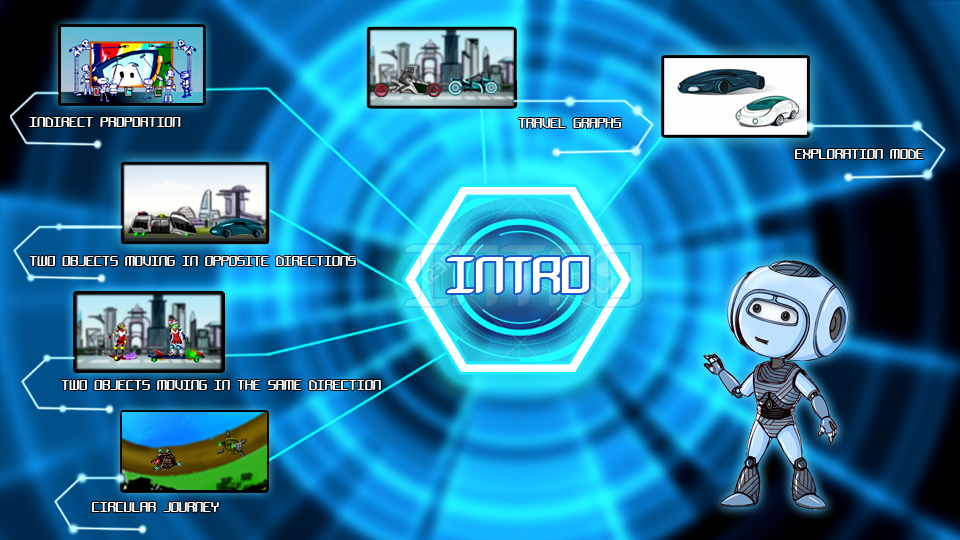 INDIRECT PROPORTION
TRAVEL GRAPHS
EXPLORATION MODE
TWO OBJECTS MOVING IN OPPOSITE DIRECTIONS
INTRO
TWO OBJECTS MOVING IN THE SAME DIRECTION
CIRCULAR JOURNEY